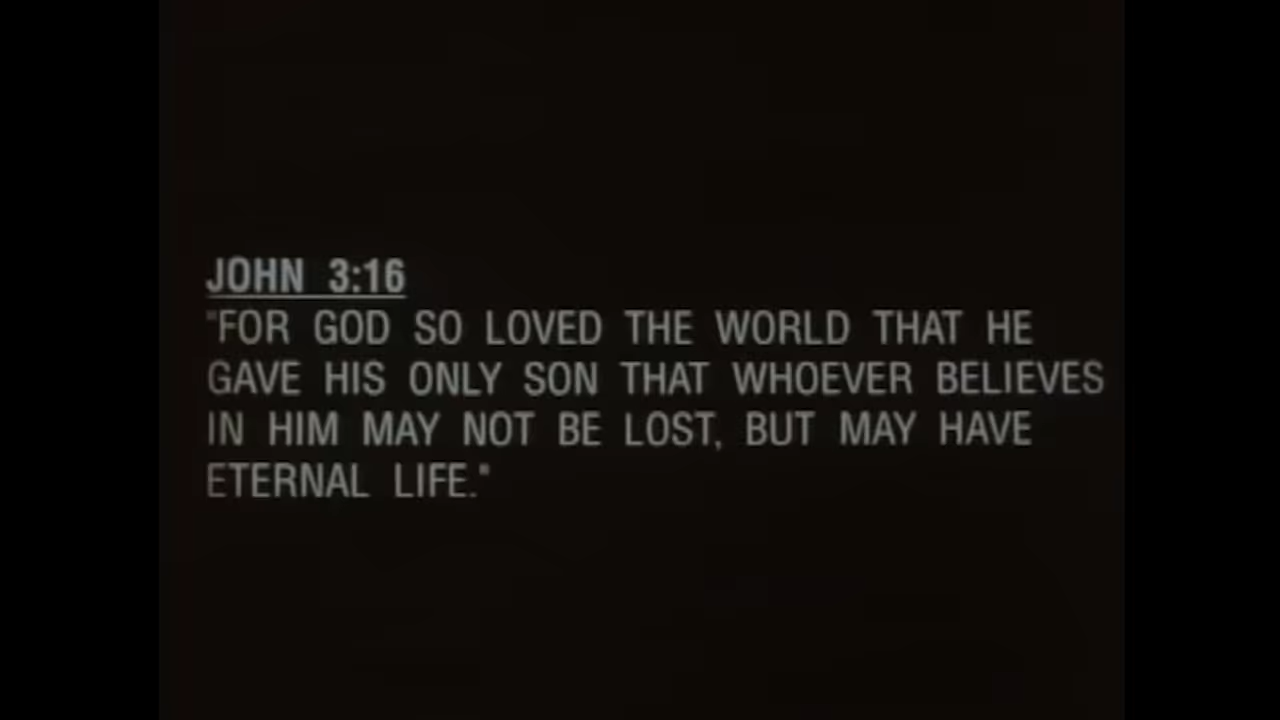 JOHN 3:16
"FOR GOD SO LOVED THE WORLD THAT HE
GAVE HIS ONLY SON THAT WHOEVER BELIEVES
IN HIM MAY NOT BE LOST, BUT MAY HAVE
ETERNAL LIFE."